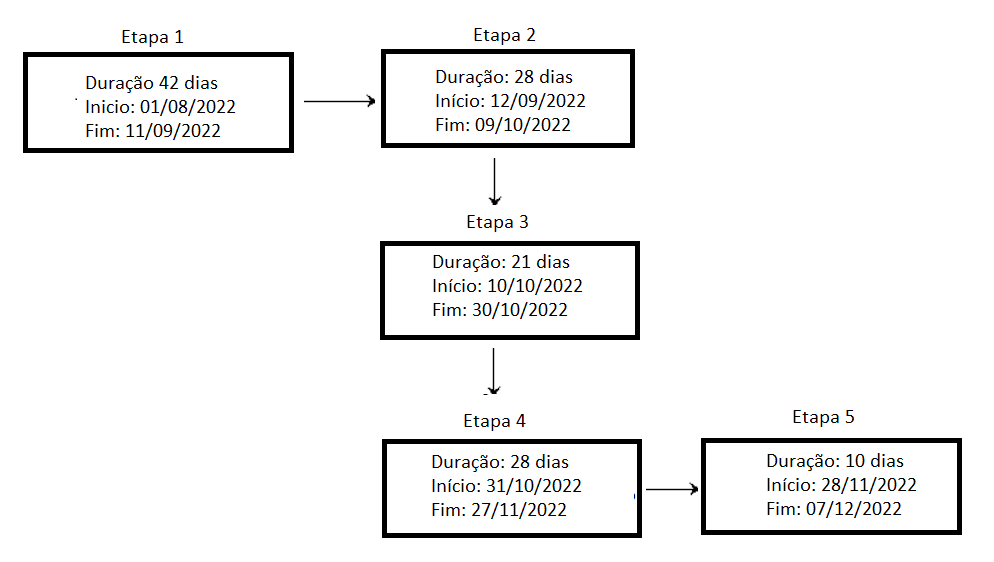 Etapa 1
Duração 42 dias
Inicio: 01/08/2022
Fim: 11/09/2022
Etapa 2
Duração: 28 dias
Início: 12/09/2022
Fim: 09/10/2022
Etapa 3
Duração: 21 dias
Início: 10/10/2022
Fim: 30/10/2022
Etapa 4
Duração: 28 dias
Início: 31/10/2022
Fim: 27/11/2022
Etapa 5
Duração: 10 dias
Início: 28/11/2022
Fim: 07/12/2022